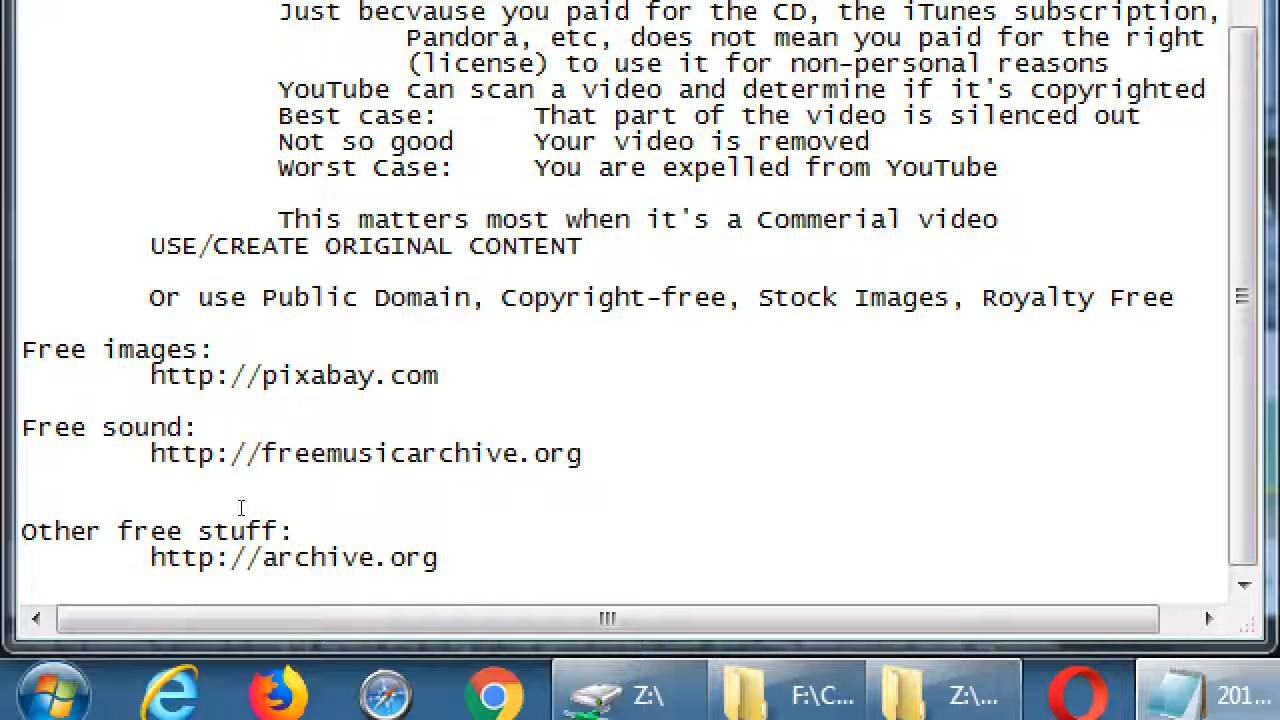 Just becvause you paid for the CD, the iTunes subscription,
Pandora, etc, does not mean you paid for the right
(license) to use it for non-personal reasons
YouTube can scan a video and determine if it's copyrighted
Best case: That part of the video is silenced out
Not so good Your video is removed
Worst Case: You are expelled from YouTube
This matters most when it's a Commerial video
USE/CREATE ORIGINAL CONTENT
Or use Public Domain, Copyright-free, Stock Images, Royalty Free
Free images:
http://pixabay.com
Free sound:
http://freemusicarchive.org
Other free stuff:
http://archive.org
Z:\ F:\C... Z:\... 201...